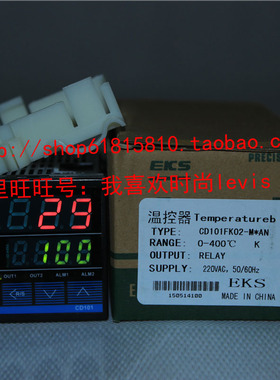 http://shop61815810.taobao.com
EKS
PRECIS
里旺旺号：我喜欢时尚levis
温控器 Temperatureb
TYPE: CD101FK02-M*AN
RANGE: 0-400℃ K
OUTPUT: RELAY
SUPPLY: 220VAC, 50/60Hz
EKS
150514100
MADE IN CHINA
29
100
OUT1 OUT2 ALM1 ALM2
<R/S
CD101